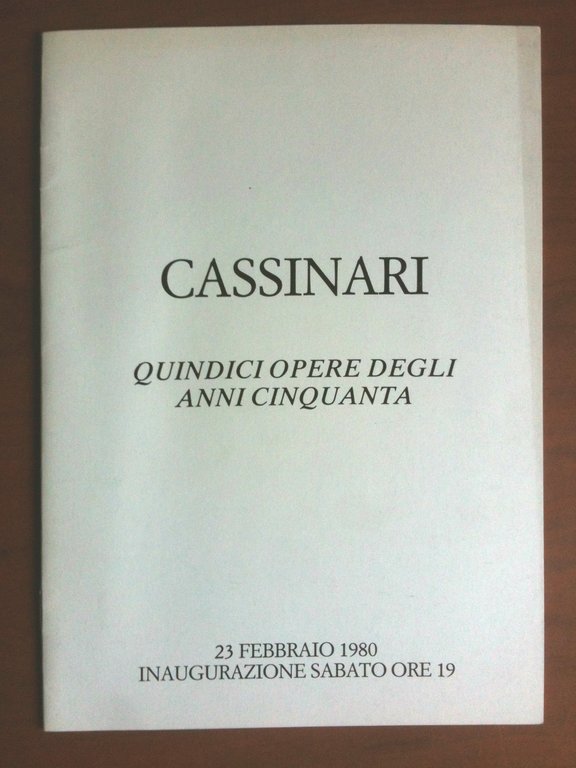 CASSINARI
QUINDICI OPERE DEGLI
ANNI CINQUANTA
23 FEBBRAIO 1980
INAUGURAZIONE SABATO ORE 19